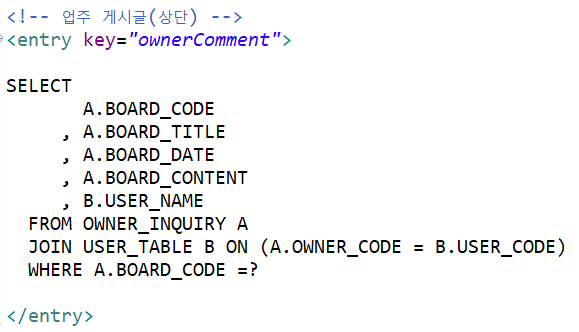 <!-- 업주 게시글(상단) -->
<entry key="ownerComment">
SELECT
A.BOARD_CODE
, A.BOARD_TITLE
, A.BOARD_DATE
, A.BOARD_CONTENT
, B.USER_NAME
FROM OWNER_INQUIRY A
JOIN USER_TABLE B ON (A.OWNER_CODE = B.USER_CODE)
WHERE A.BOARD_CODE =?
</entry>